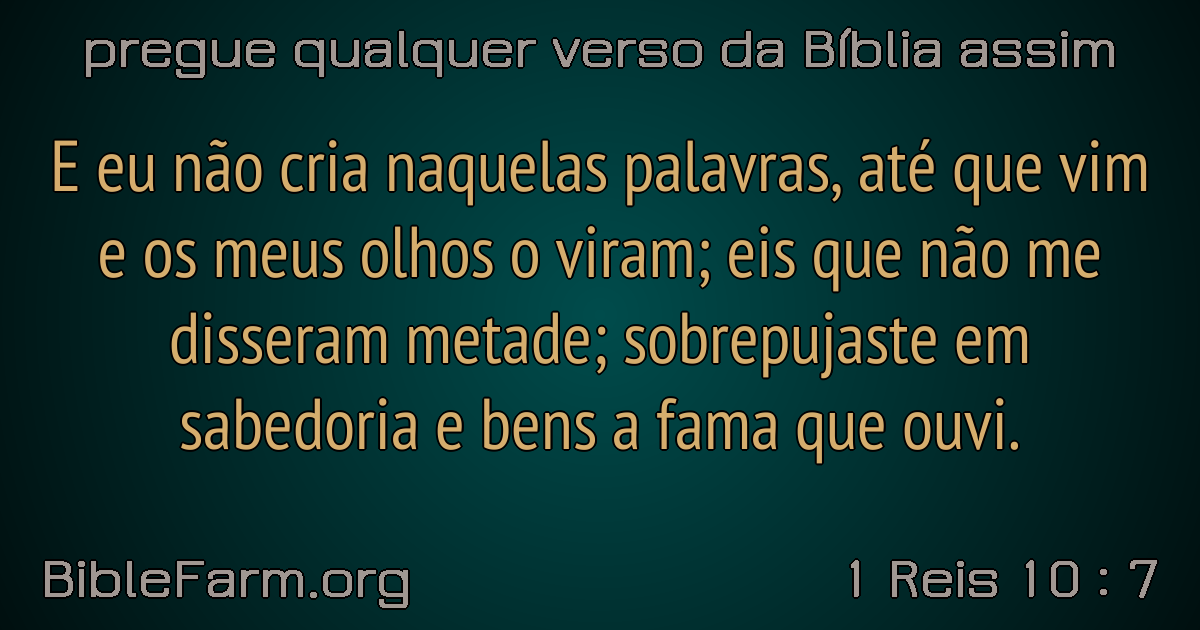 pregue qualquer verso da Bíblia assim
E eu não cria naquelas palavras, até que vim
e os meus olhos o viram; eis que não me
disseram metade; sobrepujaste em
sabedoria e bens a fama que ouvi.
BibleFarm.org
1 Reis 10 : 7